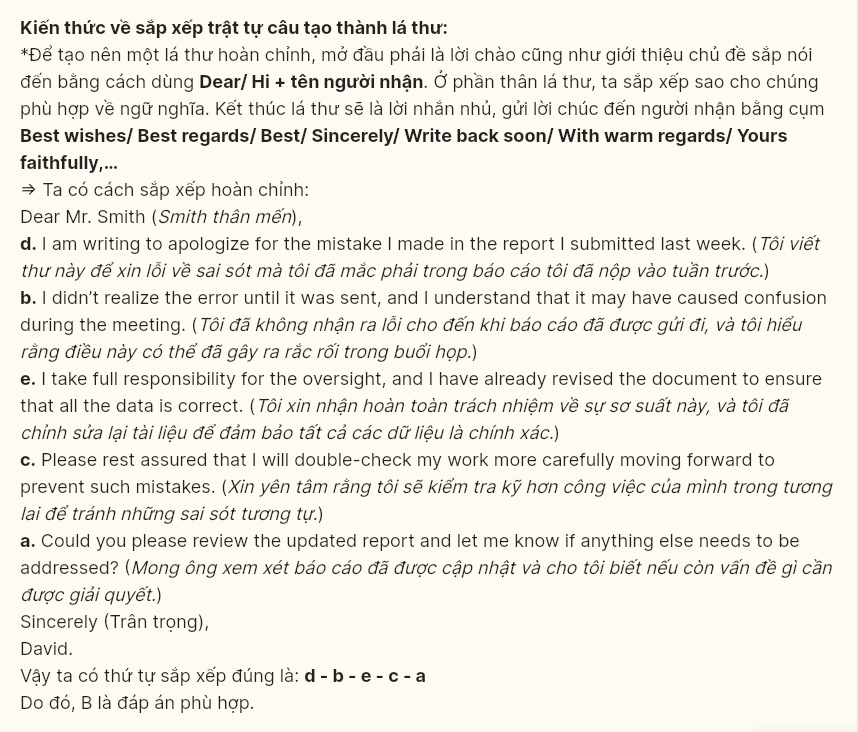 Kiến thức về sắp xếp trật tự câu tạo thành lá thư:
*Để tạo nên một lá thư hoàn chỉnh, mở đầu phải là lời chào cũng như giới thiệu chủ đề sắp nói
đến bằng cách dùng Dear/ Hi + tên người nhận. Ở phần thân lá thư, ta sắp xếp sao cho chúng
phù hợp về ngữ nghĩa. Kết thúc lá thư sẽ là lời nhắn nhủ, gửi lời chúc đến người nhận bằng cụm
Best wishes/ Best regards/ Best/ Sincerely/ Write back soon/ With warm regards/ Yours
faithfully,...
⇒ Ta có cách sắp xếp hoàn chỉnh:
Dear Mr. Smith (Smith thân mến),
d. I am writing to apologize for the mistake I made in the report I submitted last week. (Tôi viết
thư này để xin lỗi về sai sót mà tôi đã mắc phải trong báo cáo tôi đã nộp vào tuần trước.)
b. I didn’t realize the error until it was sent, and I understand that it may have caused confusion
during the meeting. (Tôi đã không nhận ra lỗi cho đến khi báo cáo đã được gửi đi, và tôi hiểu
rằng điều này có thể đã gây ra rắc rối trong buổi họp.)
e. I take full responsibility for the oversight, and I have already revised the document to ensure
that all the data is correct. (Tôi xin nhận hoàn toàn trách nhiệm về sự sơ suất này, và tôi đã
chỉnh sửa lại tài liệu để đảm bảo tất cả các dữ liệu là chính xác.)
c. Please rest assured that I will double-check my work more carefully moving forward to
prevent such mistakes. (Xin yên tâm rằng tôi sẽ kiểm tra kỹ hơn công việc của mình trong tương
lai để tránh những sai sót tương tự.)
a. Could you please review the updated report and let me know if anything else needs to be
addressed? (Mong ông xem xét báo cáo đã được cập nhật và cho tôi biết nếu còn vấn đề gì cần
được giải quyết.)
Sincerely (Trân trọng),
David.
Vậy ta có thứ tự sắp xếp đúng là: d - b - e - c - a
Do đó, B là đáp án phù hợp.